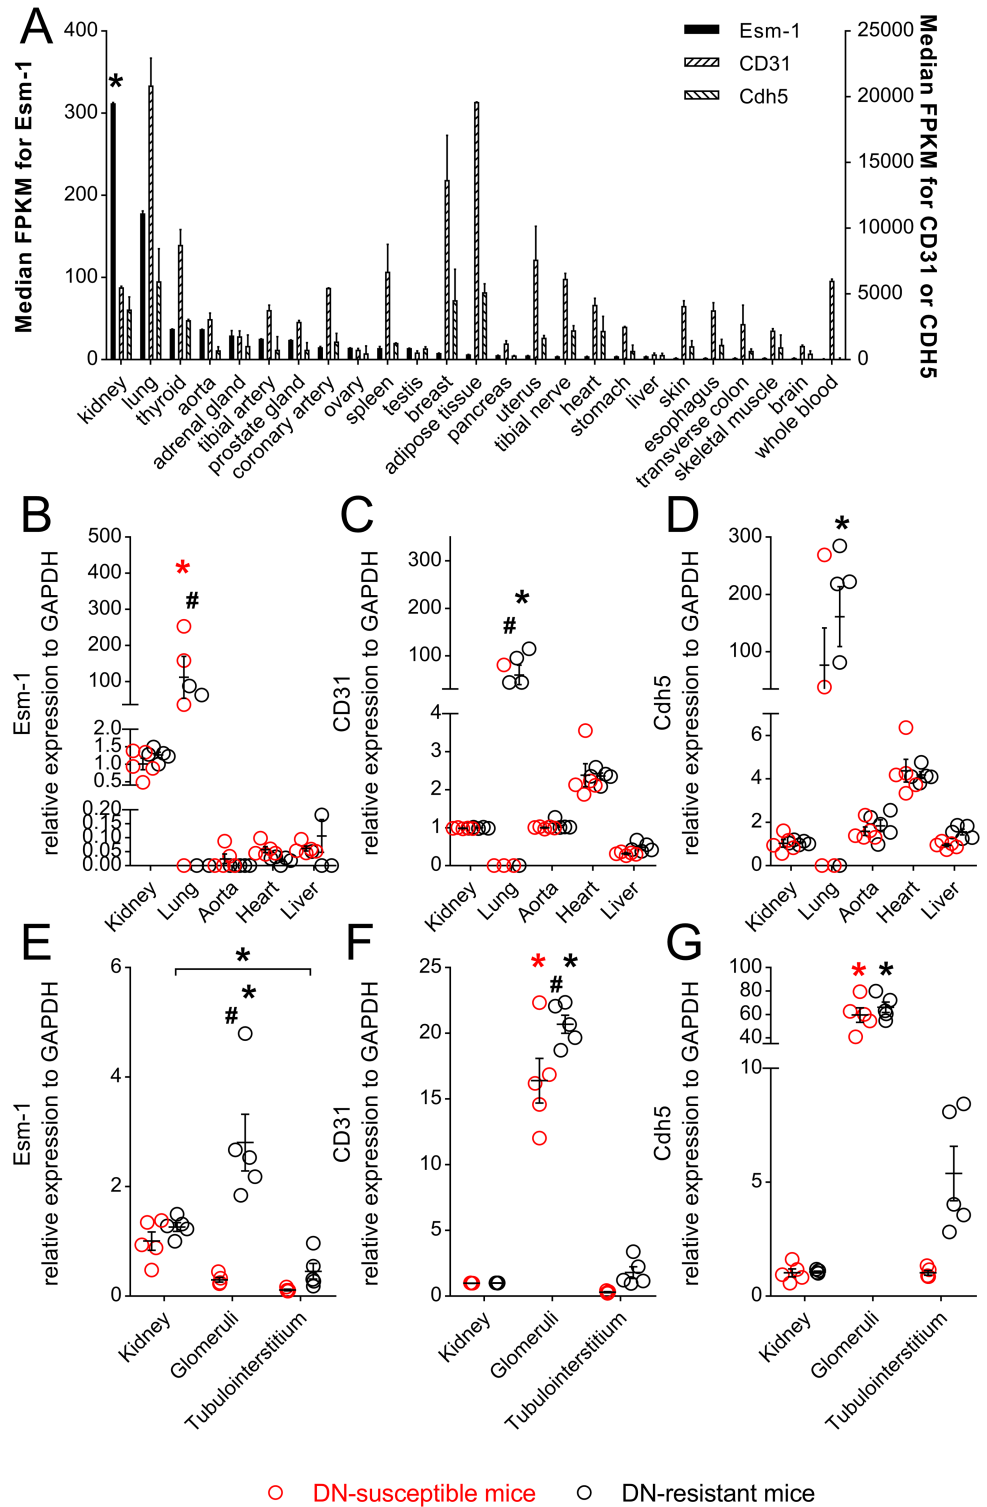 A
Median FPKM for Esm-1
Median FPKM for CD31 or CDH5
400
300
200
100
0
25000
20000
15000
10000
5000
0
*
Esm-1
CD31
Cdh5
kidney
lung
thyroid
aorta
adrenal gland
tibial artery
prostate gland
coronary artery
ovary
spleen
testis
breast
adipose tissue
pancreas
uterus
tibial nerve
heart
stomach
liver
skin
esophagus
transverse colon
skeletal muscle
brain
whole blood
B
Esm-1
relative expression to GAPDH
500
400
300
200
100
2.0
1.5
1.0
0.5
0.20
0.15
0.10
0.05
0.00
*
#
Kidney
Lung
Aorta
Heart
Liver
C
CD31
relative expression to GAPDH
300
200
100
4
3
2
1
0
*
#
Kidney
Lung
Aorta
Heart
Liver
D
Cdh5
relative expression to GAPDH
300
200
100
6
4
2
0
*
Kidney
Lung
Aorta
Heart
Liver
E
Esm-1
relative expression to GAPDH
6
4
2
0
*
*
#
Kidney
Glomeruli
Tubulointerstitium
F
CD31
relative expression to GAPDH
25
20
15
10
5
0
* *
#
Kidney
Glomeruli
Tubulointerstitium
G
Cdh5
relative expression to GAPDH
100
80
60
40
10
5
0
* *
Kidney
Glomeruli
Tubulointerstitium
DN-susceptible mice
DN-resistant mice